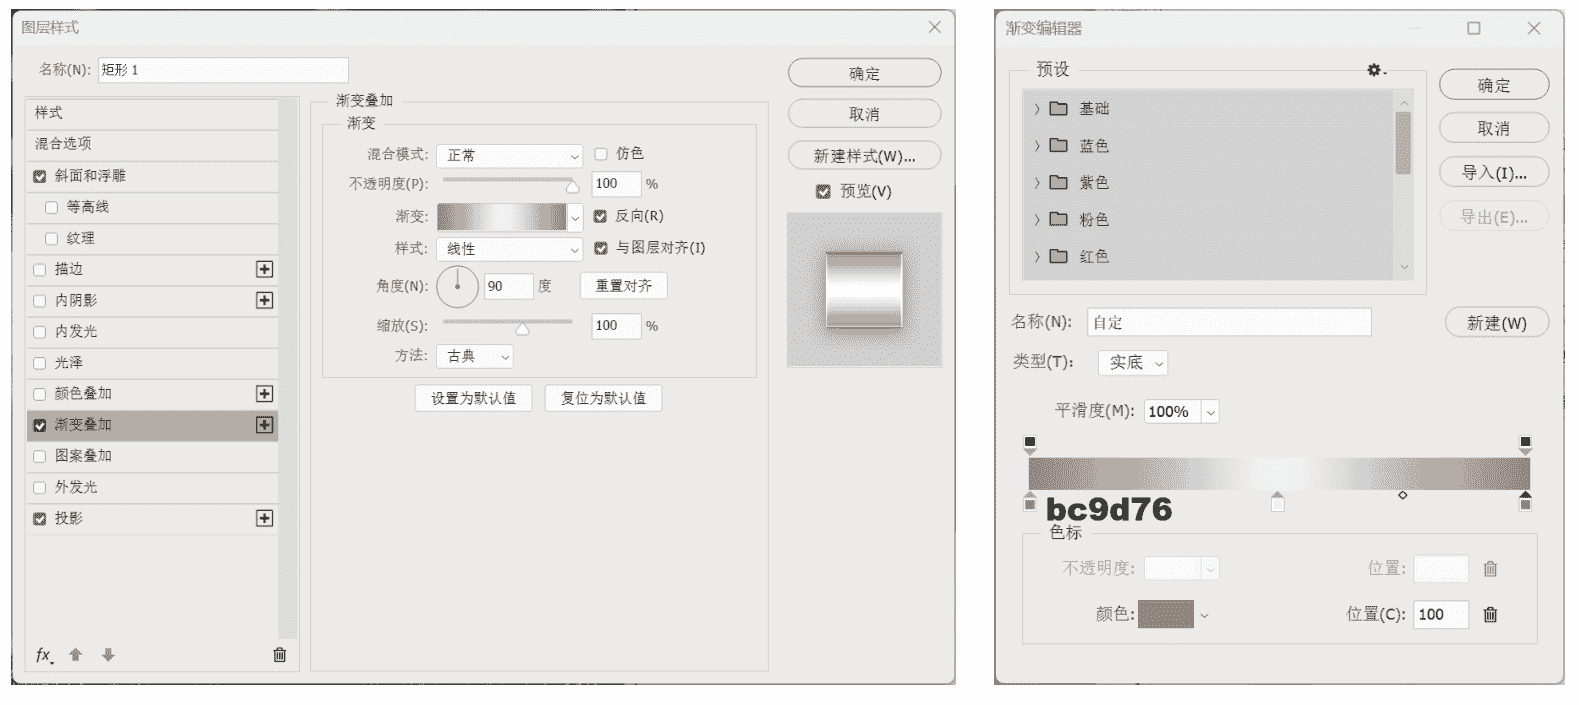 图层样式
名称(N): 矩形 1
样式
混合选项
斜面和浮雕
等高线
纹理
描边
内阴影
内发光
光泽
颜色叠加
渐变叠加
图案叠加
外发光
投影
fx
渐变叠加
渐变
混合模式: 正常 仿色
不透明度(P): 100 %
渐变: 反向(R)
样式: 线性 与图层对齐(I)
角度(N): 90 度 重置对齐
缩放(S): 100 %
方法: 古典
设置为默认值 复位为默认值
确定
取消
新建样式(W)...
预览(V)
渐变编辑器
预设
基础
蓝色
紫色
粉色
红色
确定
取消
导入(I)...
导出(E)...
名称(N): 自定 新建(W)
类型(T): 实底
平滑度(M): 100%
bc9d76
色标
不透明度: 位置:
颜色: 位置(C): 100